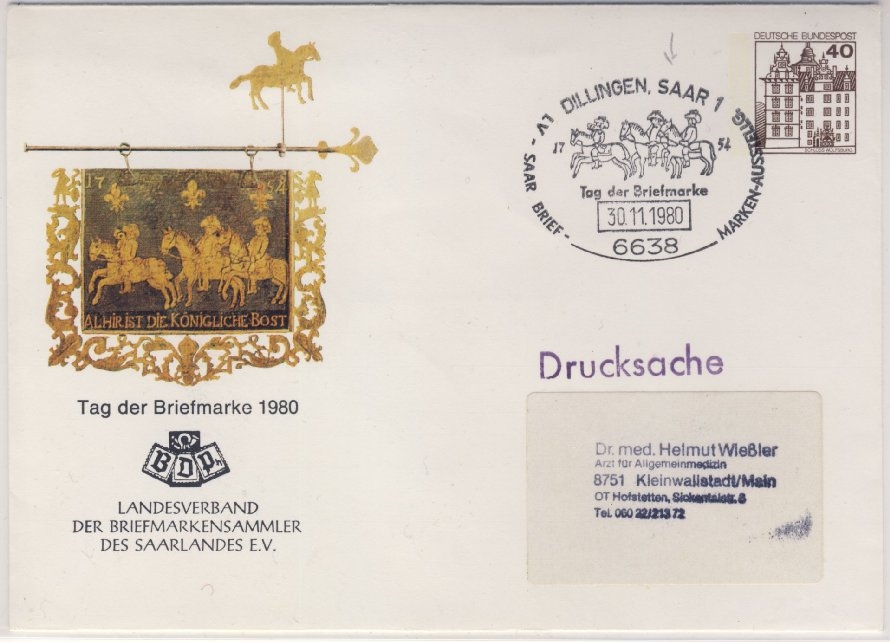 17 54
ALHIR IST DIE KÖNIGLICHE BOST
Tag der Briefmarke 1980
BDPh
LANDESVERBAND
DER BRIEFMARKENSAMMLER
DES SAARLANDES E.V.
DEUTSCHE BUNDESPOST
40
SCHLOSS WOLFSBURG
DILLINGEN, SAAR 1
LV - SAAR BRIEF-
MARKEN-AUSSTELLG.
17 54
Tag der Briefmarke
30.11.1980
6638
Drucksache
Dr. med. Helmut Wießler
Arzt für Allgemeinmedizin
8751 Kleinwallstadt/Main
OT Hofstetten,
Tel. 060 22/213 72